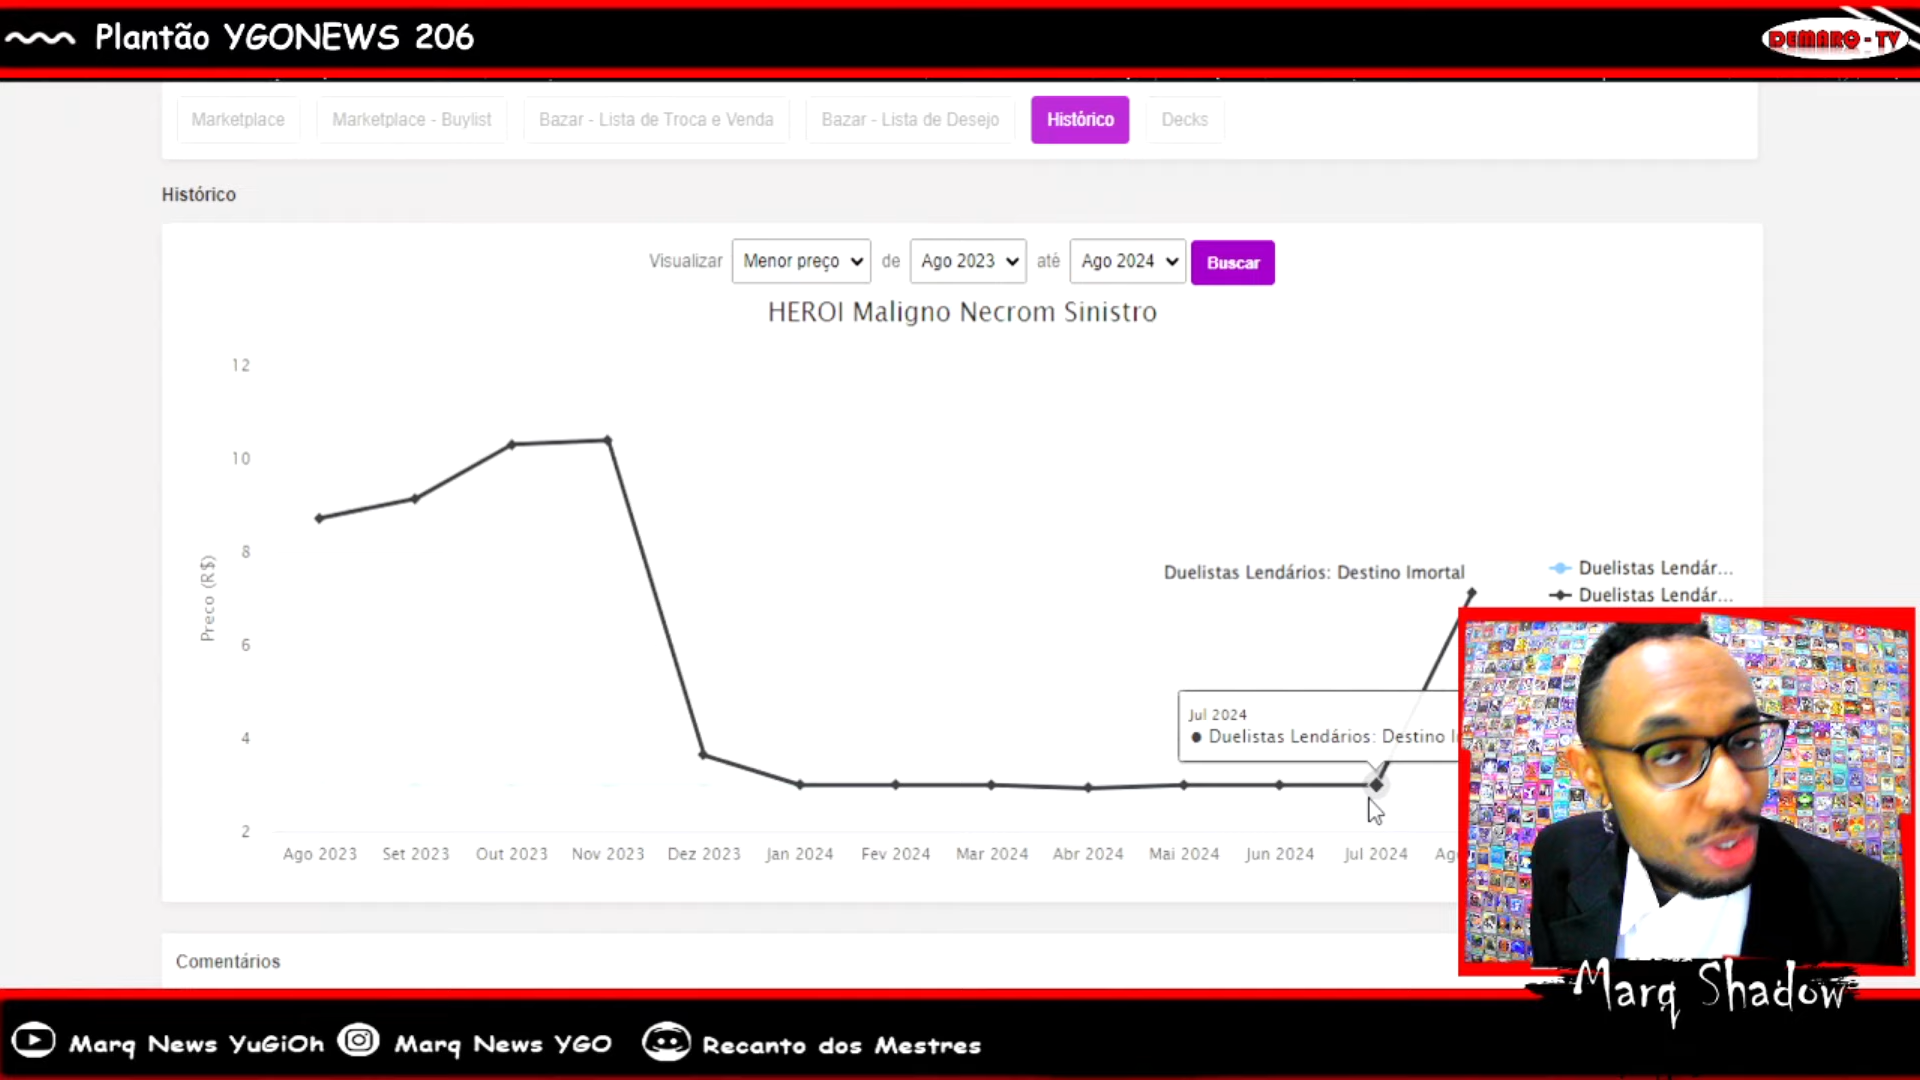 Plantão YGONEWS 206
DEMARQ-TV
Marketplace
Marketplace - Buylist
Bazar - Lista de Troca e Venda
Bazar - Lista de Desejo
Histórico
Decks
Histórico
Visualizar Menor preço de Ago 2023 até Ago 2024 Buscar
HEROI Maligno Necrom Sinistro
12
10
8
6
4
2
Preco (R$)
Duelistas Lendários: Destino Imortal
Duelistas Lendár...
Duelistas Lendár...
Jul 2024
Duelistas Lendários: Destino
Ago 2023 Set 2023 Out 2023 Nov 2023 Dez 2023 Jan 2024 Fev 2024 Mar 2024 Abr 2024 Mai 2024 Jun 2024 Jul 2024 Ag
Comentários
Marq Shadow
Marq News YuGiOh
Marq News YGO
Recanto dos Mestres